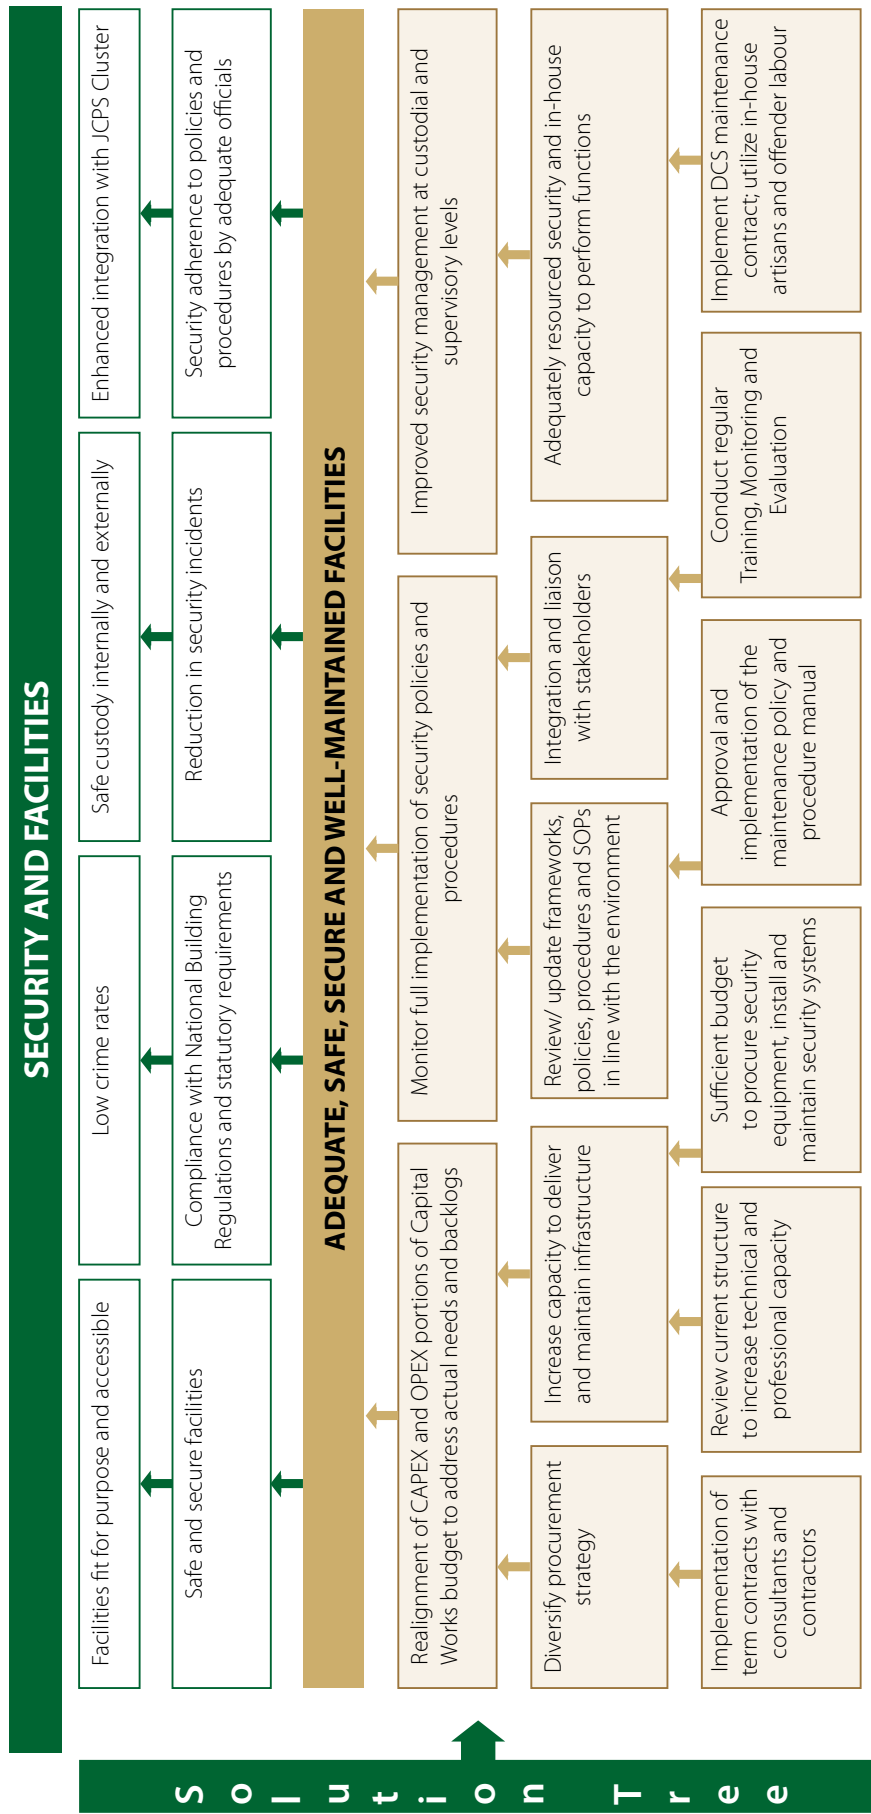 SECURITY AND FACILITIES
Solution Tree
Facilities fit for purpose and accessible
Low crime rates
Safe custody internally and externally
Enhanced integration with JCPS Cluster
Safe and secure facilities
Compliance with National Building
Regulations and statutory requirements
Reduction in security incidents
Security adherence to policies and
procedures by adequate officials
ADEQUATE, SAFE, SECURE AND WELL-MAINTAINED FACILITIES
Realignment of CAPEX and OPEX portions of Capital
Works budget to address actual needs and backlogs
Monitor full implementation of security policies and
procedures
Improved security management at custodial and
supervisory levels
Diversify procurement
strategy
Increase capacity to deliver
and maintain infrastructure
Review/ update frameworks,
policies, procedures and SOPs
in line with the environment
Integration and liaison
with stakeholders
Adequately resourced security and in-house
capacity to perform functions
Implementation of
term contracts with
consultants and
contractors
Review current structure
to increase technical and
professional capacity
Sufficient budget
to procure security
equipment, install and
maintain security systems
Approval and
implementation of the
maintenance policy and
procedure manual
Conduct regular
Training, Monitoring and
Evaluation
Implement DCS maintenance
contract; utilize in-house
artisans and offender labour